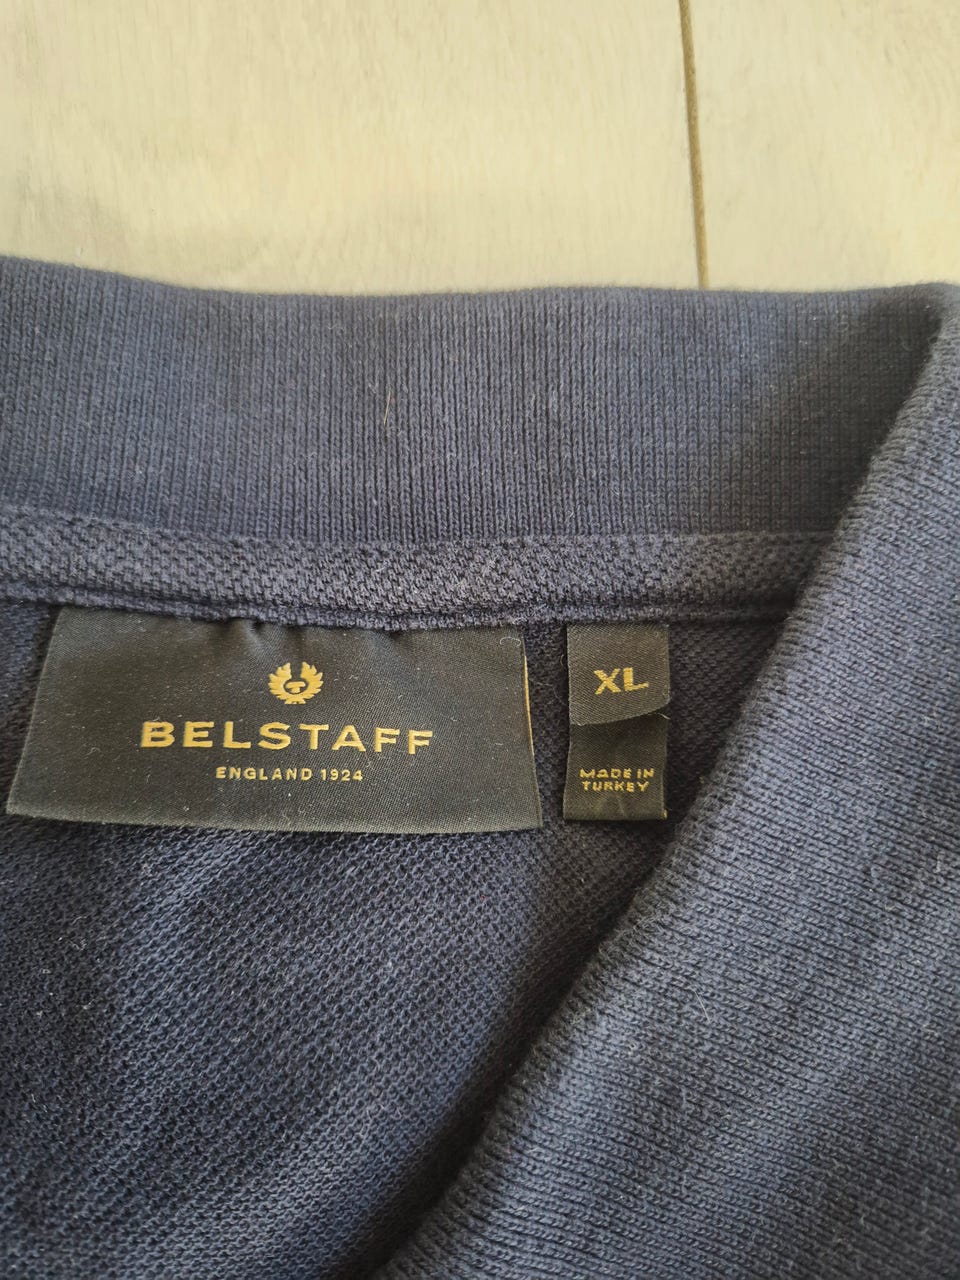 BELSTAFF
ENGLAND 1924
XL
MADE IN
TURKEY